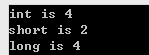 int is 4
short is 2
long is 4